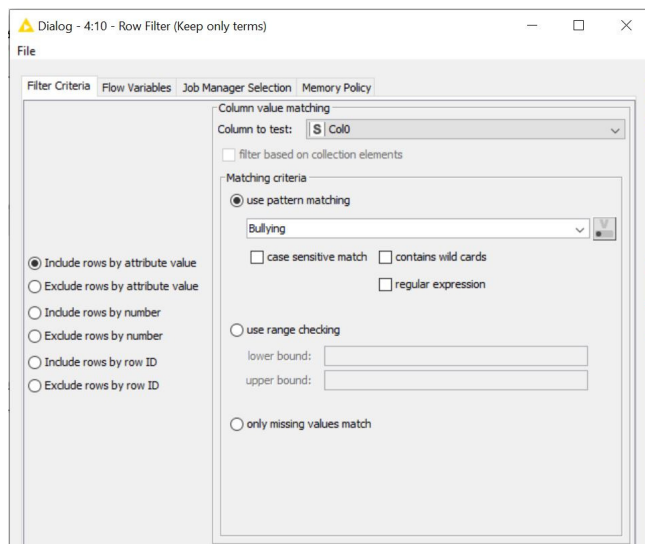 Dialog - 4:10 - Row Filter (Keep only terms)
File
Filter Criteria Flow Variables Job Manager Selection Memory Policy
Column value matching
Column to test: S Col0
filter based on collection elements
Matching criteria
use pattern matching
Bullying
V
case sensitive match contains wild cards
regular expression
Include rows by attribute value
Exclude rows by attribute value
Include rows by number
Exclude rows by number
Include rows by row ID
Exclude rows by row ID
use range checking
lower bound:
upper bound:
only missing values match